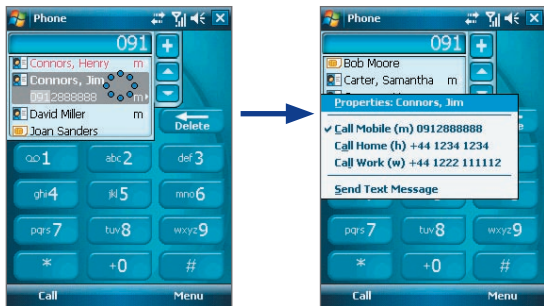 Phone
091
Connors, Henry m
Connors, Jim
0912888888 m
David Miller m
Joan Sanders
Delete
1
abc 2
def 3
ghi 4
jkl 5
mno 6
pqrs 7
tuv 8
wxyz 9
*
+0
#
Call
Menu
Phone
091
Bob Moore
Carter, Samantha m
Properties: Connors, Jim
Call Mobile (m) 0912888888
Call Home (h) +44 1234 1234
Call Work (w) +44 1222 111112
Send Text Message
pqrs 7
tuv 8
wxyz 9
*
+0
#
Call
Menu